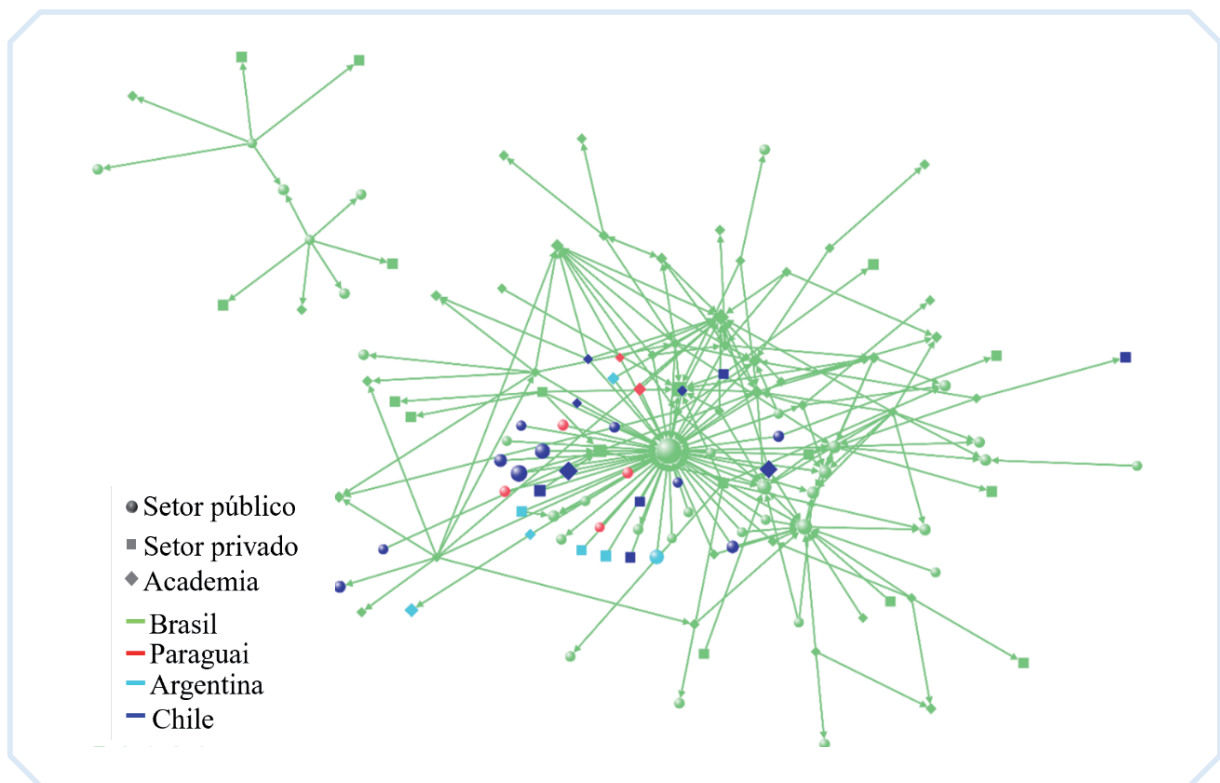 Setor público
Setor privado
Academia
Brasil
Paraguai
Argentina
Chile